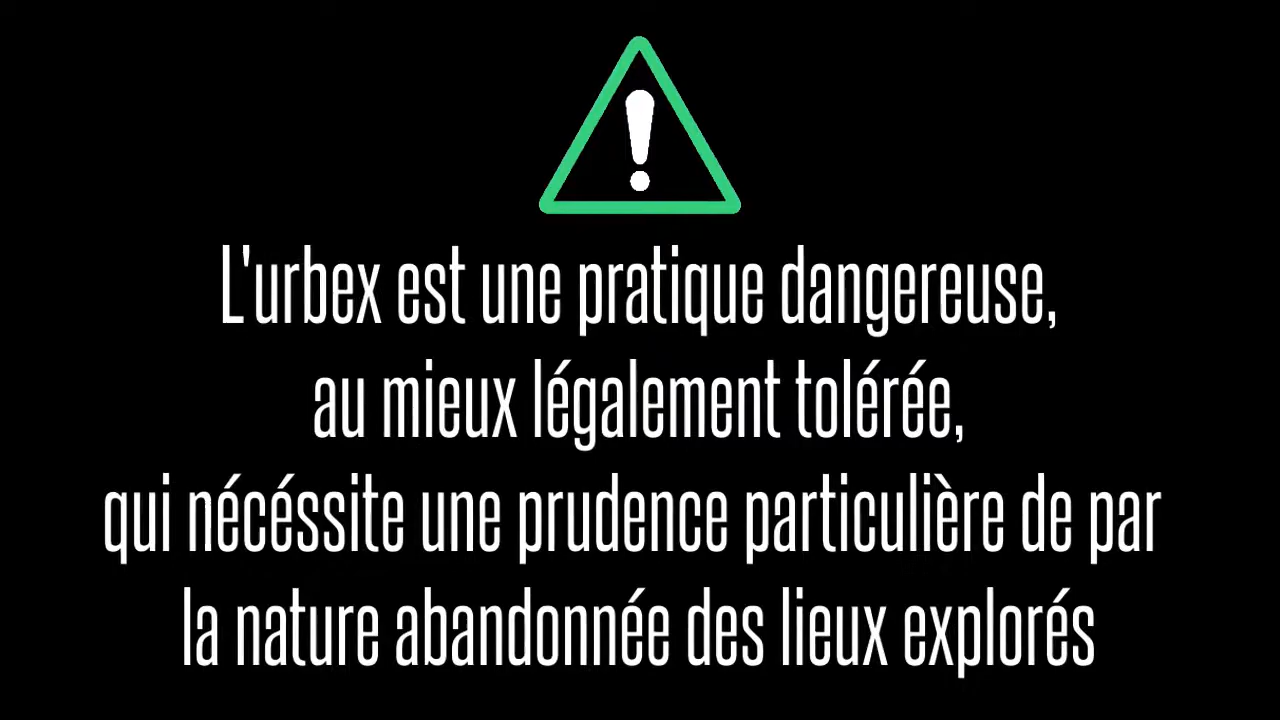 L'urbex est une pratique dangereuse,
au mieux légalement tolérée,
qui nécéssite une prudence particulière de par
la nature abandonnée des lieux explorés